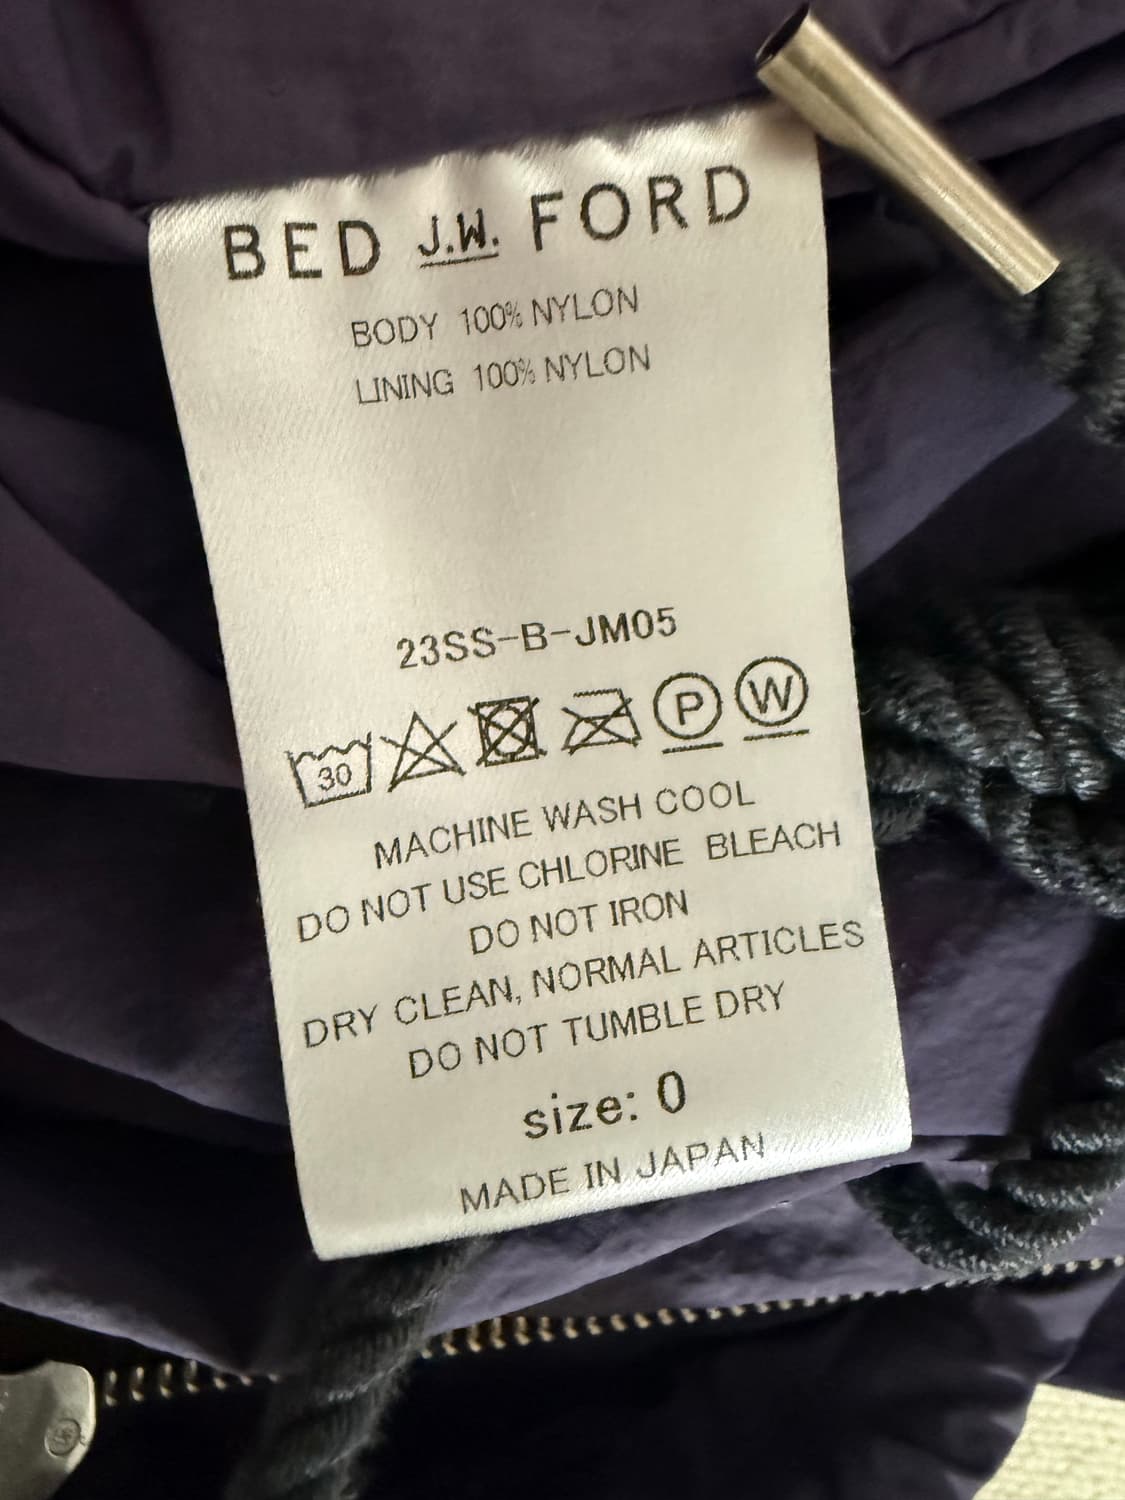 BED J.W. FORD
BODY 100% NYLON
LINING 100% NYLON
23SS-B-JM05
30 P W
MACHINE WASH COOL
DO NOT USE CHLORINE BLEACH
DO NOT IRON
DRY CLEAN, NORMAL ARTICLES
DO NOT TUMBLE DRY
size: 0
MADE IN JAPAN